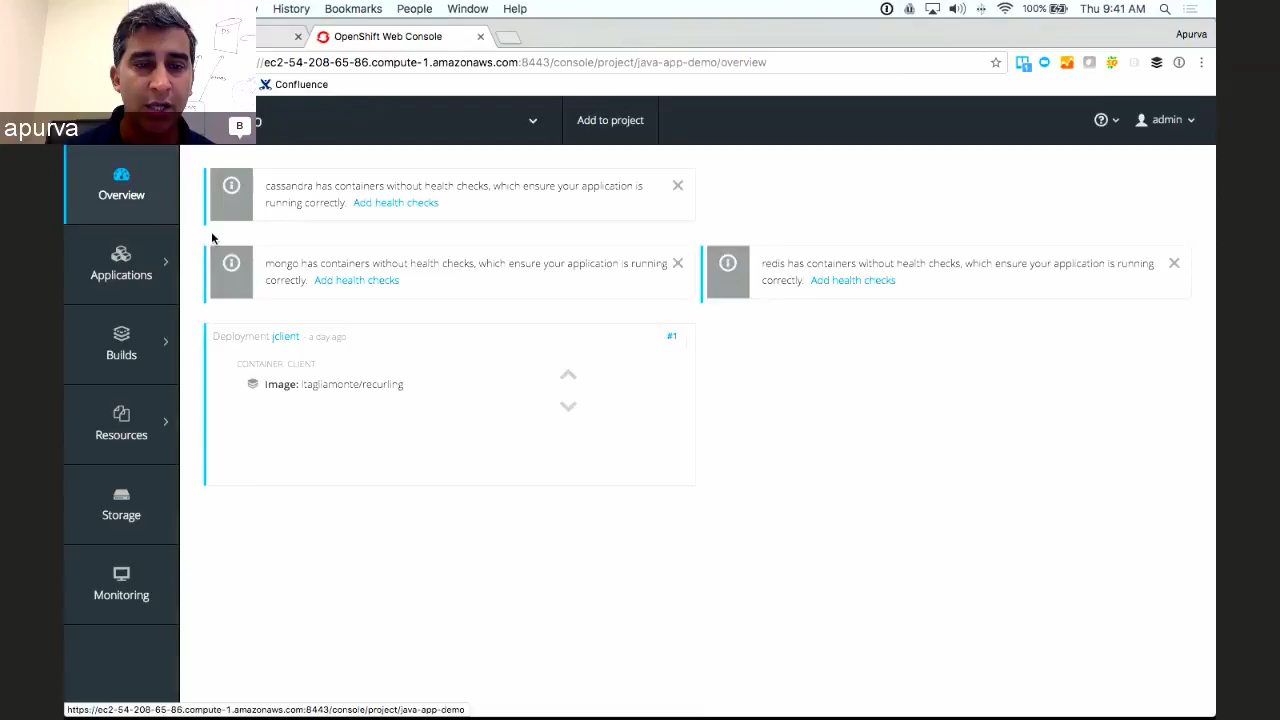 History Bookmarks People Window Help 100% Thu 9:41 AM
OpenShift Web Console
Apurva
//ec2-54-208-65-86.compute-1.amazonaws.com:8443/console/project/java-app-demo/overview
Confluence
apurva
B
Add to project
admin
Overview
Applications
Builds
Resources
Storage
Monitoring
cassandra has containers without health checks, which ensure your application is
running correctly. Add health checks
mongo has containers without health checks, which ensure your application is running
correctly. Add health checks
redis has containers without health checks, which ensure your application is running
correctly. Add health checks
Deployment jclient - a day ago #1
CONTAINER: CLIENT
Image: ltagliamonte/recurling
https://ec2-54-208-65-86.compute-1.amazonaws.com:8443/console/project/java-app-demo